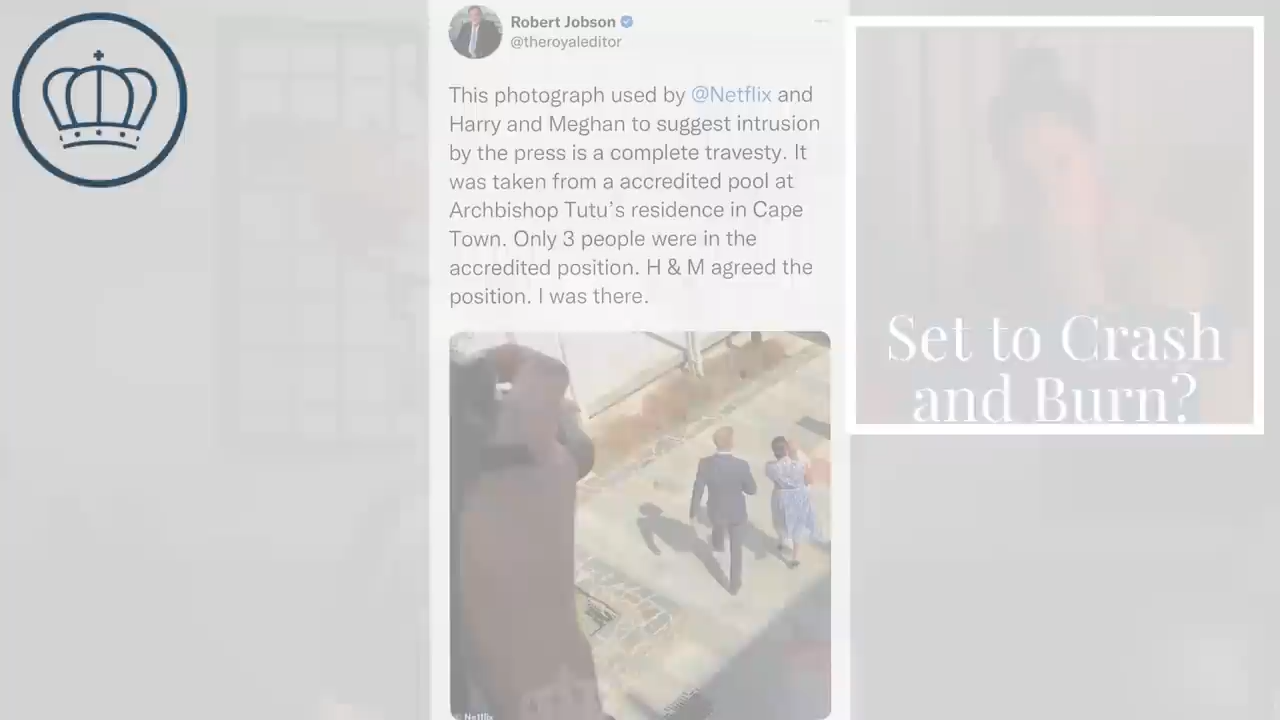 Robert Jobson
@theroyaleditor
This photograph used by @Netflix and
Harry and Meghan to suggest intrusion
by the press is a complete travesty. It
was taken from a accredited pool at
Archbishop Tutu's residence in Cape
Town. Only 3 people were in the
accredited position. H & M agreed the
position. I was there.
Set to Crash
and Burn?
© Netflix